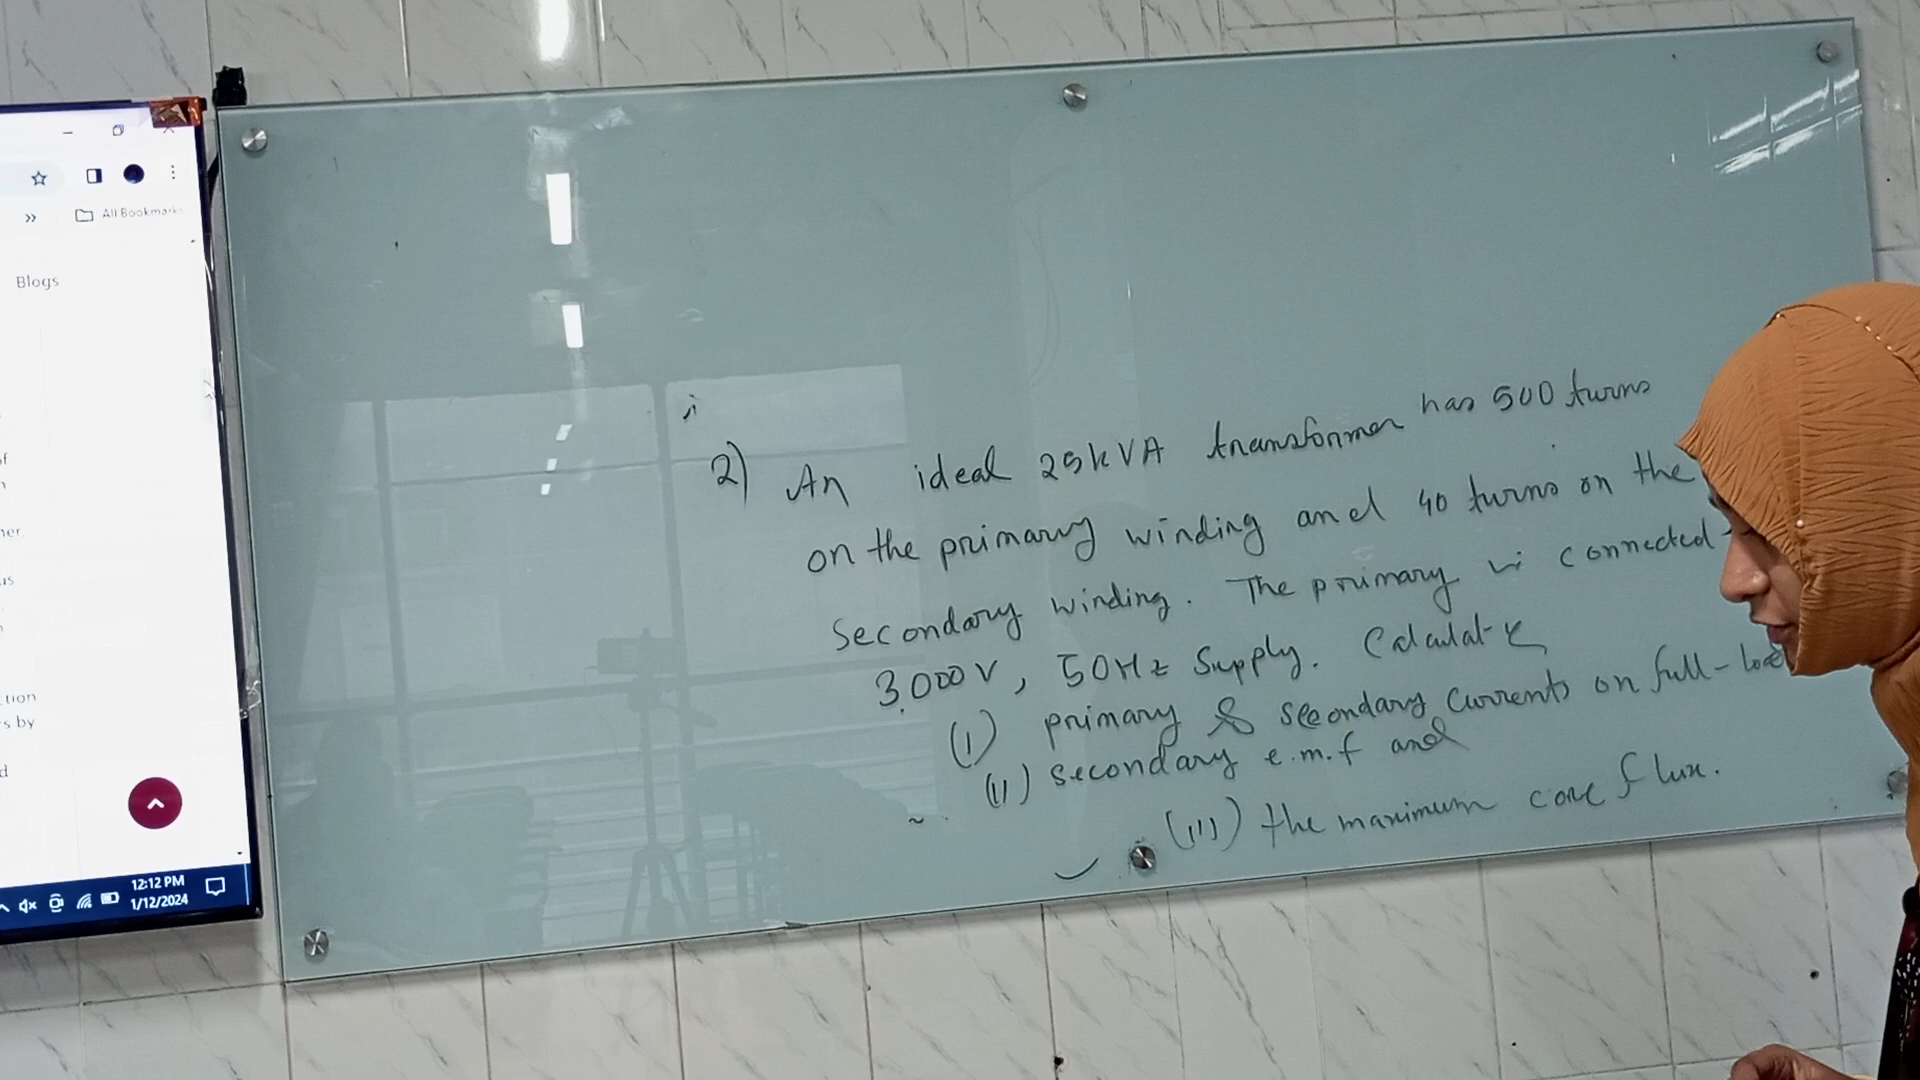 All Bookmarks
Blogs
12:12 PM
1/12/2024
2) An ideal 25kVA transformer has 500 turns
on the primary winding and 40 turns on the
secondary winding. The primary is connected
3000V, 50Hz supply. Calculate
(i) primary & secondary currents on full-load
(ii) secondary e.m.f and
(iii) the maximum core flux.